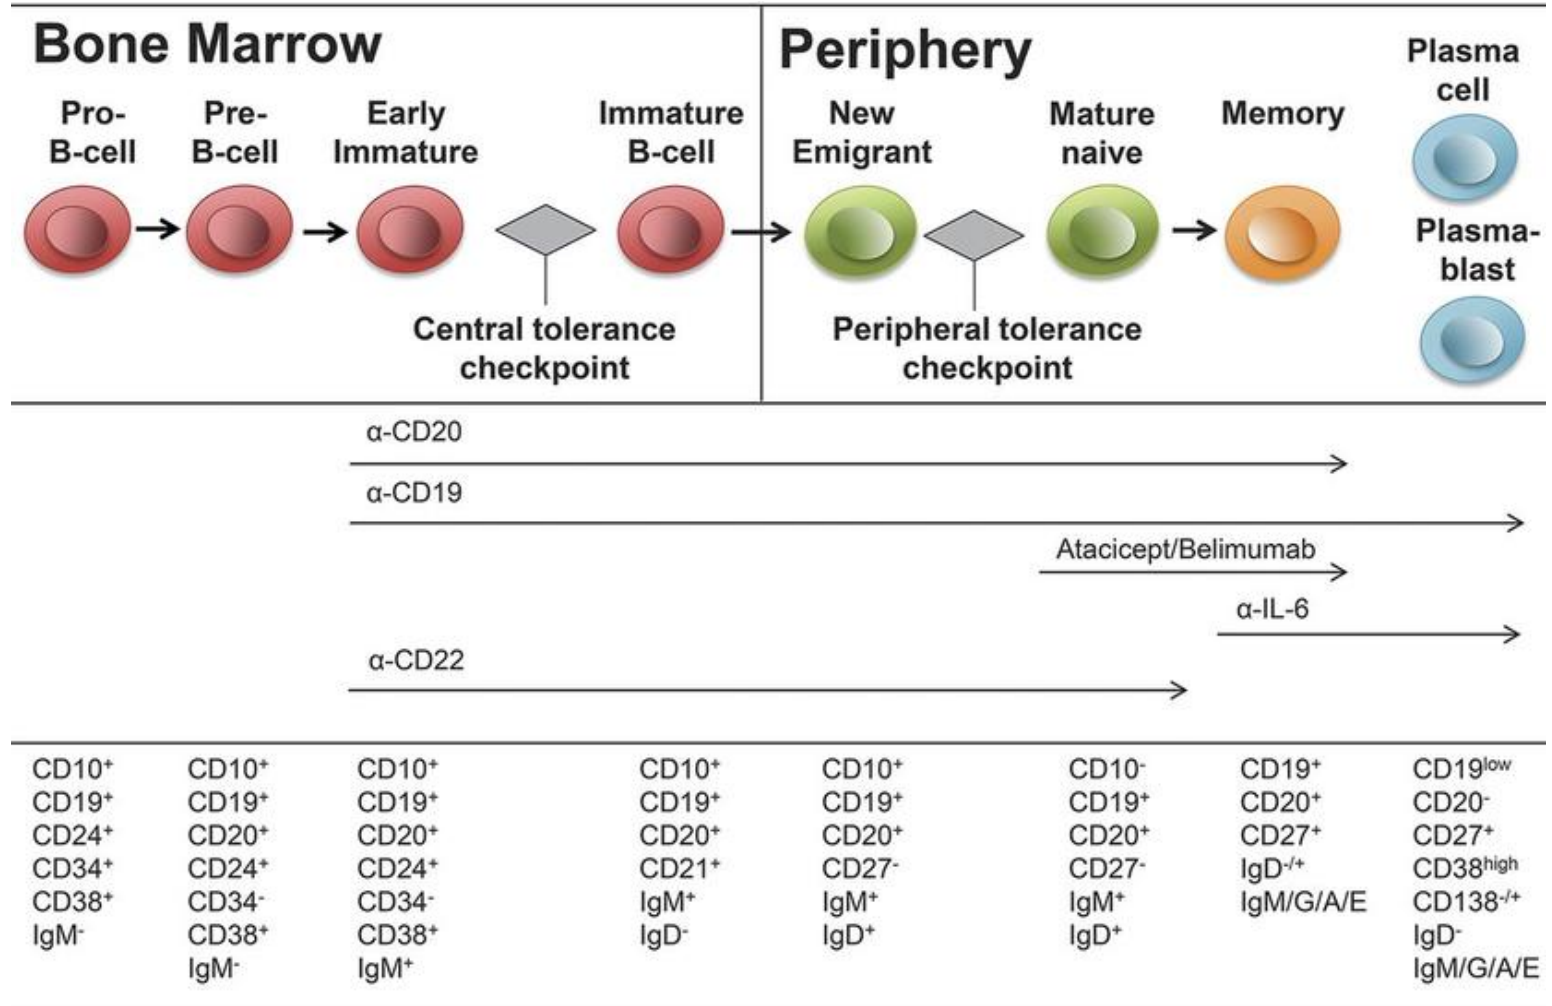 Bone Marrow
Periphery
Pro-
B-cell
Pre-
B-cell
Early
Immature
Immature
B-cell
New
Emigrant
Mature
naive
Memory
Plasma
cell
Plasma-
blast
Central tolerance
checkpoint
Peripheral tolerance
checkpoint
α-CD20
α-CD19
Atacicept/Belimumab
α-IL-6
α-CD22
CD10⁺
CD19⁺
CD24⁺
CD34⁺
CD38⁺
IgM⁻
CD10⁺
CD19⁺
CD20⁺
CD24⁺
CD34⁻
CD38⁺
IgM⁻
CD10⁺
CD19⁺
CD20⁺
CD24⁺
CD34⁻
CD38⁺
IgM⁺
CD10⁺
CD19⁺
CD20⁺
CD21⁺
IgM⁺
IgD⁻
CD10⁺
CD19⁺
CD20⁺
CD27⁻
IgM⁺
IgD⁺
CD10⁻
CD19⁺
CD20⁺
CD27⁻
IgM⁺
IgD⁺
CD19⁺
CD20⁺
CD27⁺
IgD⁻/⁺
IgM/G/A/E
CD19ˡᵒʷ
CD20⁻
CD27⁺
CD38ʰⁱᵍʰ
CD138⁻/⁺
IgD⁻
IgM/G/A/E